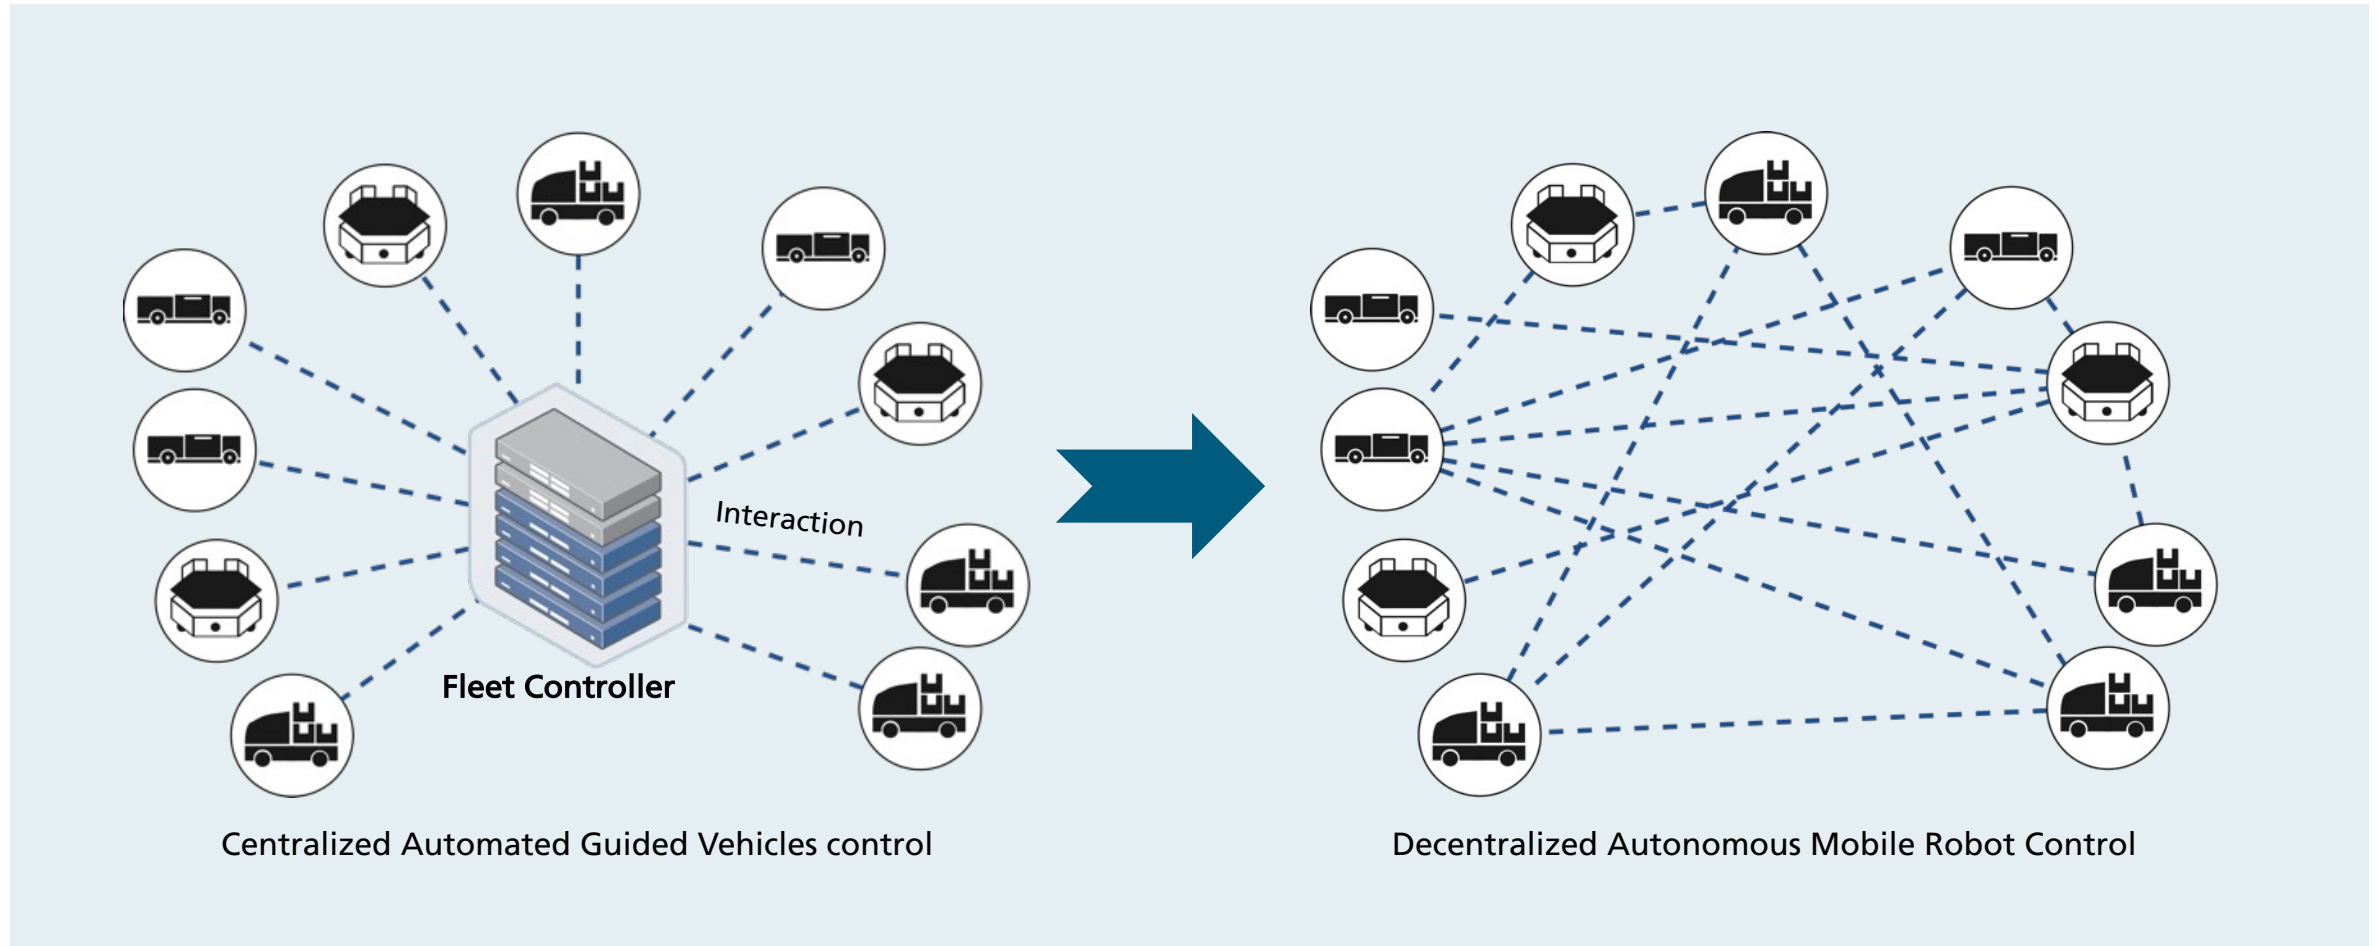 Interaction
Fleet Controller
Centralized Automated Guided Vehicles control
Decentralized Autonomous Mobile Robot Control